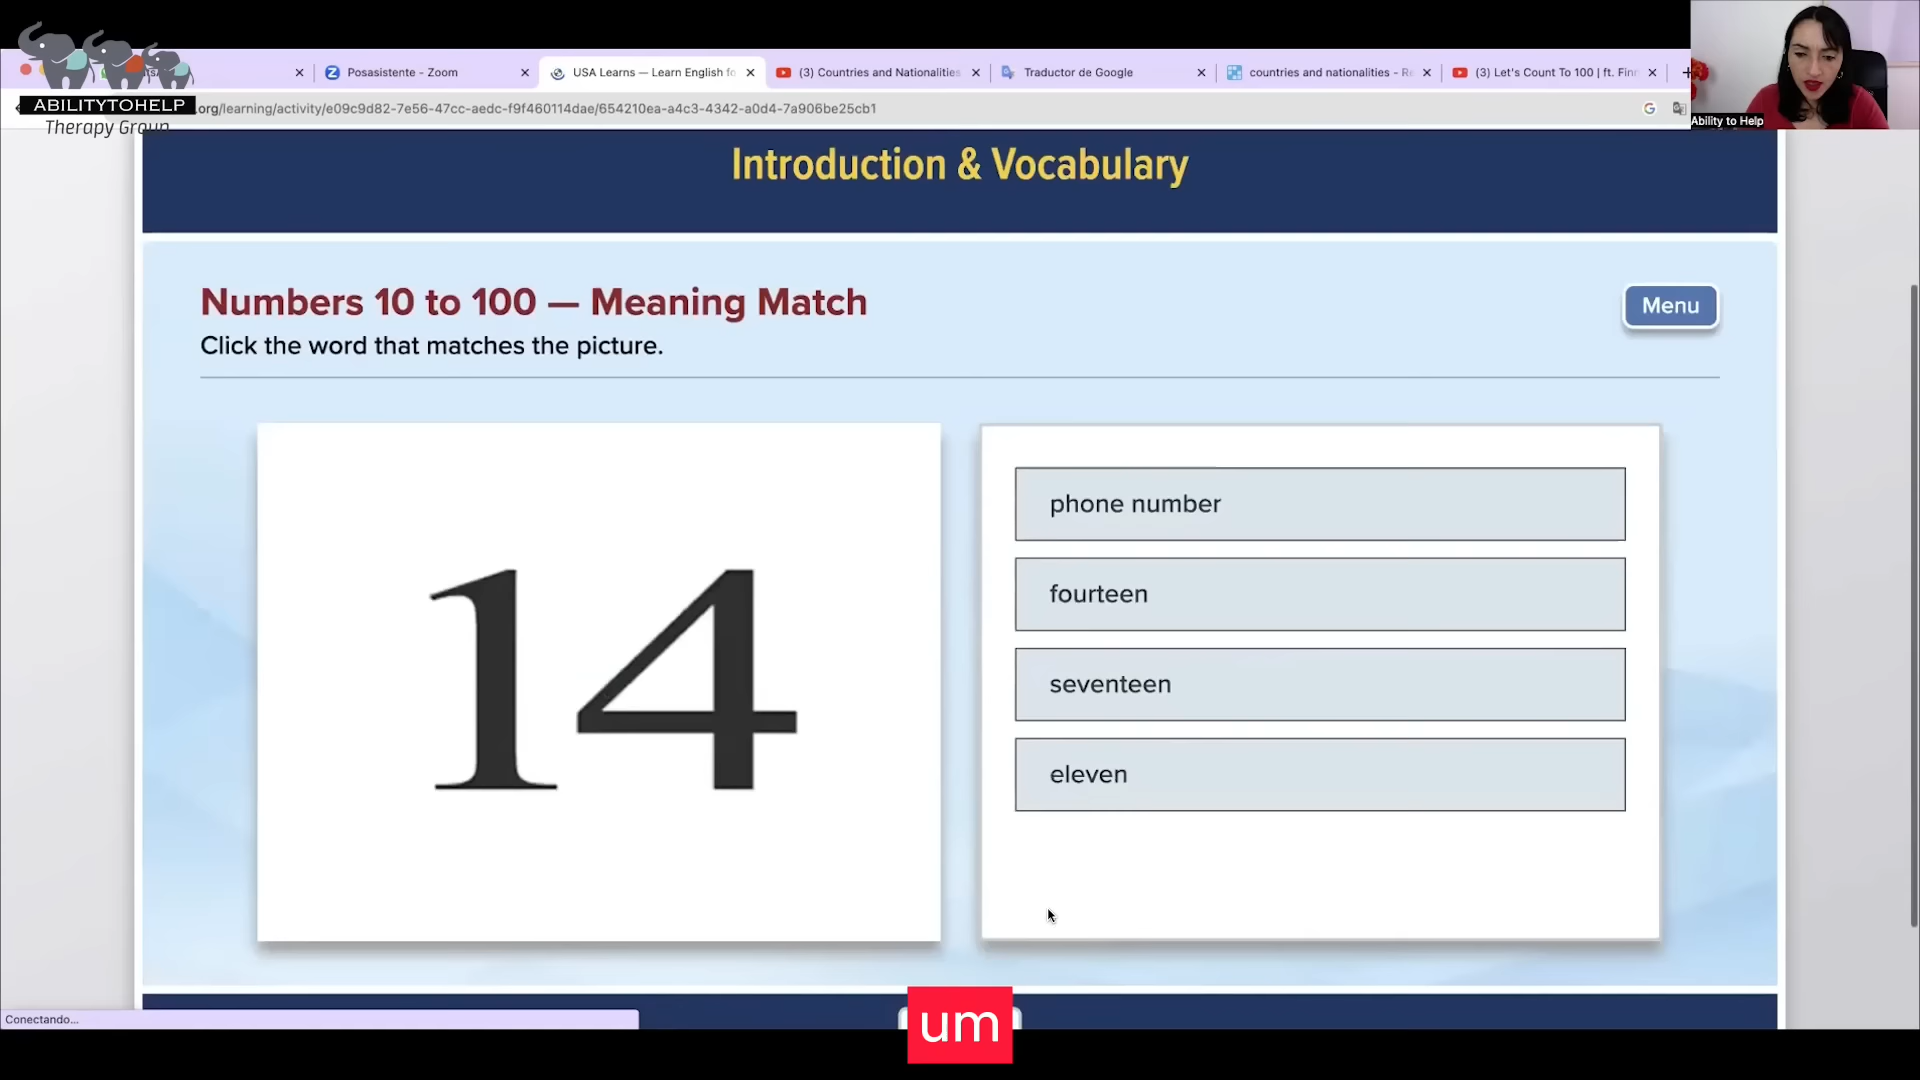 ABILITYTOHELP
Therapy Group
Posasistente - Zoom
USA Learns — Learn English fo
(3) Countries and Nationalities
Traductor de Google
countries and nationalities - Re
(3) Let's Count To 100 | ft. Finn
.org/learning/activity/e09c9d82-7e56-47cc-aedc-f9f460114dae/654210ea-a4c3-4342-a0d4-7a906be25cb1
Ability to Help
Introduction & Vocabulary
Numbers 10 to 100 — Meaning Match
Click the word that matches the picture.
Menu
14
phone number
fourteen
seventeen
eleven
Conectando...
um